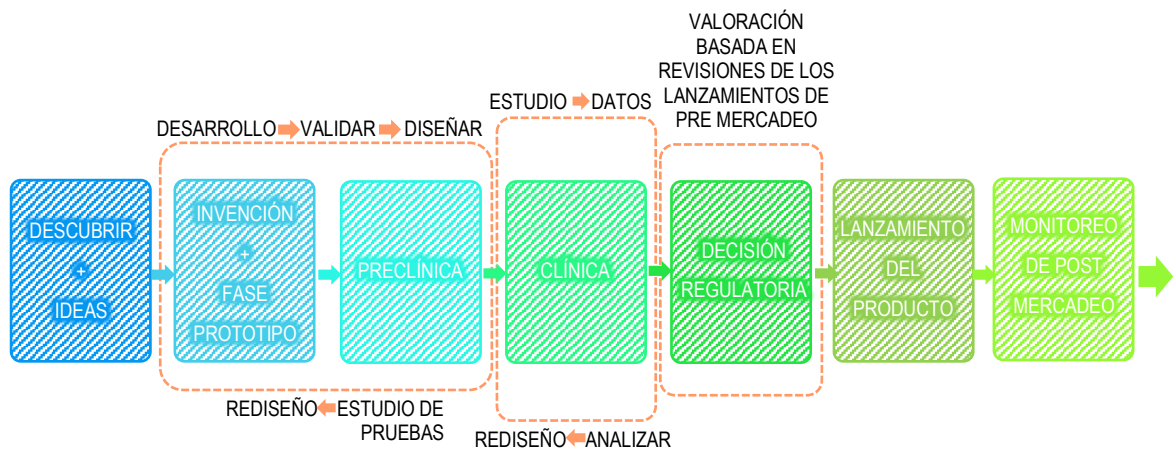 VALORACIÓN
BASADA EN
REVISIONES DE LOS
LANZAMIENTOS DE
PRE MERCADEO
ESTUDIO DATOS
DESARROLLO VALIDAR DISEÑAR
DESCUBRIR
+
IDEAS
INVENCIÓN
+
FASE
PROTOTIPO
PRECLÍNICA
CLÍNICA
DECISIÓN
REGULATORIA
LANZAMIENTO
DEL
PRODUCTO
MONITOREO
DE POST
MERCADEO
REDISEÑO ESTUDIO DE
PRUEBAS
REDISEÑO ANALIZAR